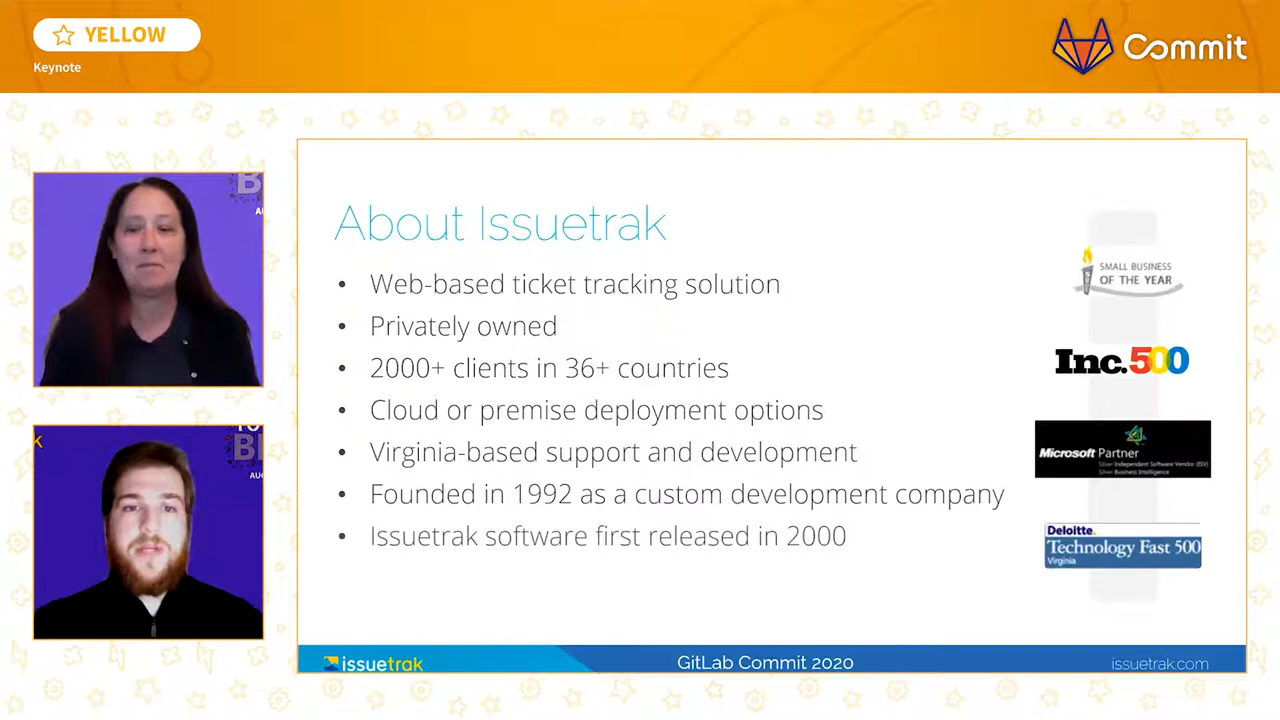 YELLOW
Keynote
Commit
B
AU
K
TO
B
AUG
About Issuetrak
• Web-based ticket tracking solution
• Privately owned
• 2000+ clients in 36+ countries
• Cloud or premise deployment options
• Virginia-based support and development
• Founded in 1992 as a custom development company
• Issuetrak software first released in 2000
SMALL BUSINESS
OF THE YEAR
Inc.500
Microsoft Partner
Silver Independent Software Vendor (ISV)
Silver Business Intelligence
Deloitte.
Technology Fast 500
Virginia
issuetrak
GitLab Commit 2020
issuetrak.com